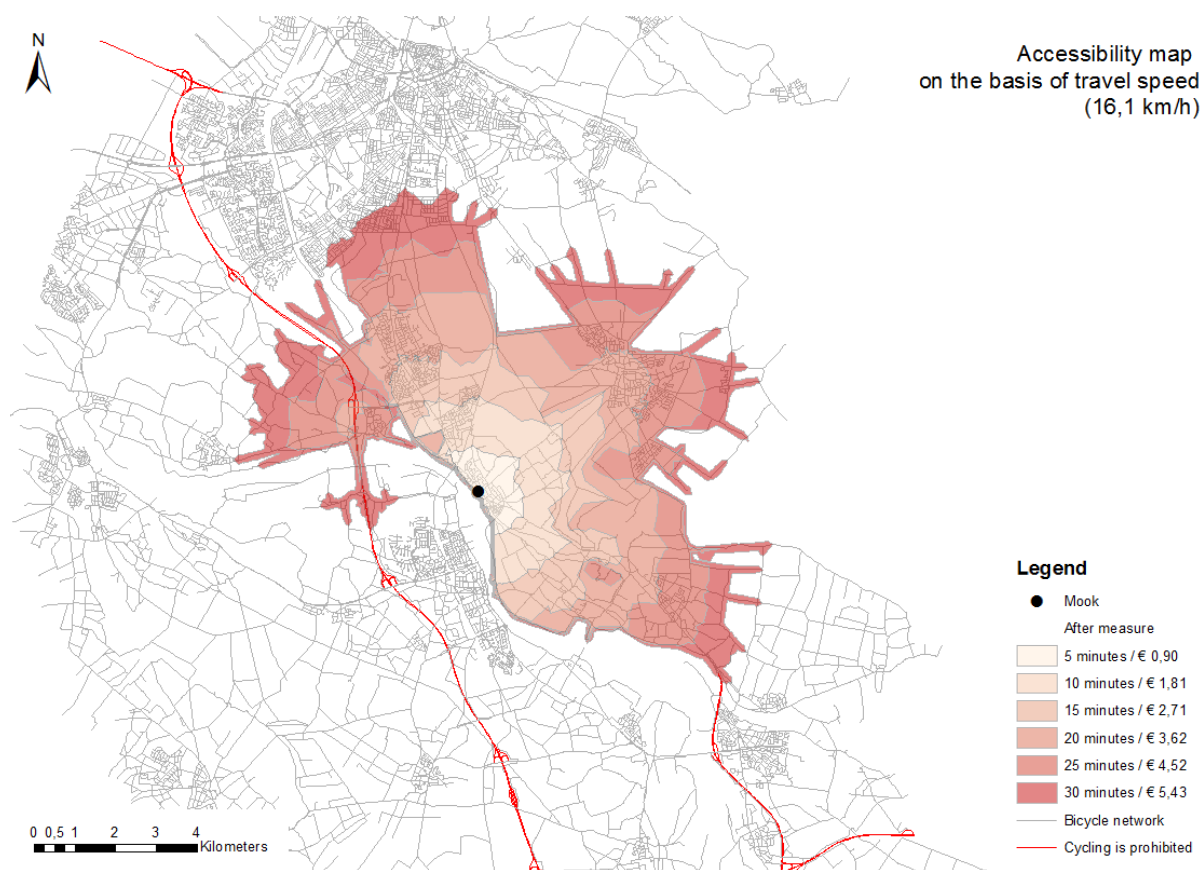 N
Accessibility map
on the basis of travel speed
(16,1 km/h)
Legend
Mook
After measure
5 minutes / € 0,90
10 minutes / € 1,81
15 minutes / € 2,71
20 minutes / € 3,62
25 minutes / € 4,52
30 minutes / € 5,43
Bicycle network
Cycling is prohibited
0 0,5 1 2 3 4
Kilometers